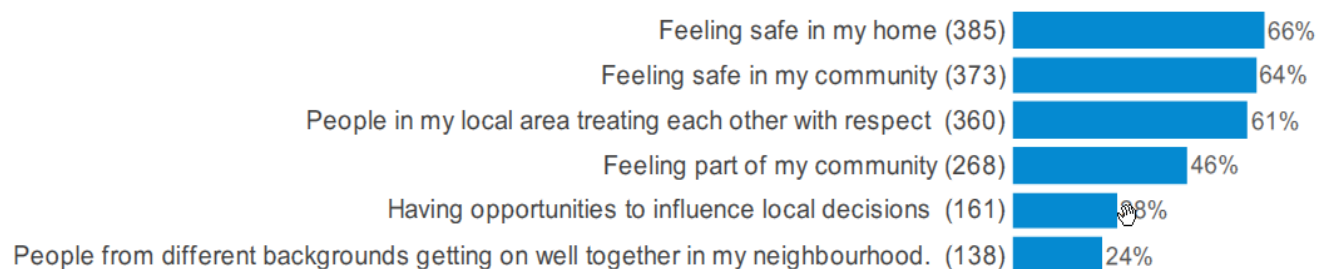 Feeling safe in my home (385) 66%
Feeling safe in my community (373) 64%
People in my local area treating each other with respect (360) 61%
Feeling part of my community (268) 46%
Having opportunities to influence local decisions (161)
People from different backgrounds getting on well together in my neighbourhood. (138) 24%